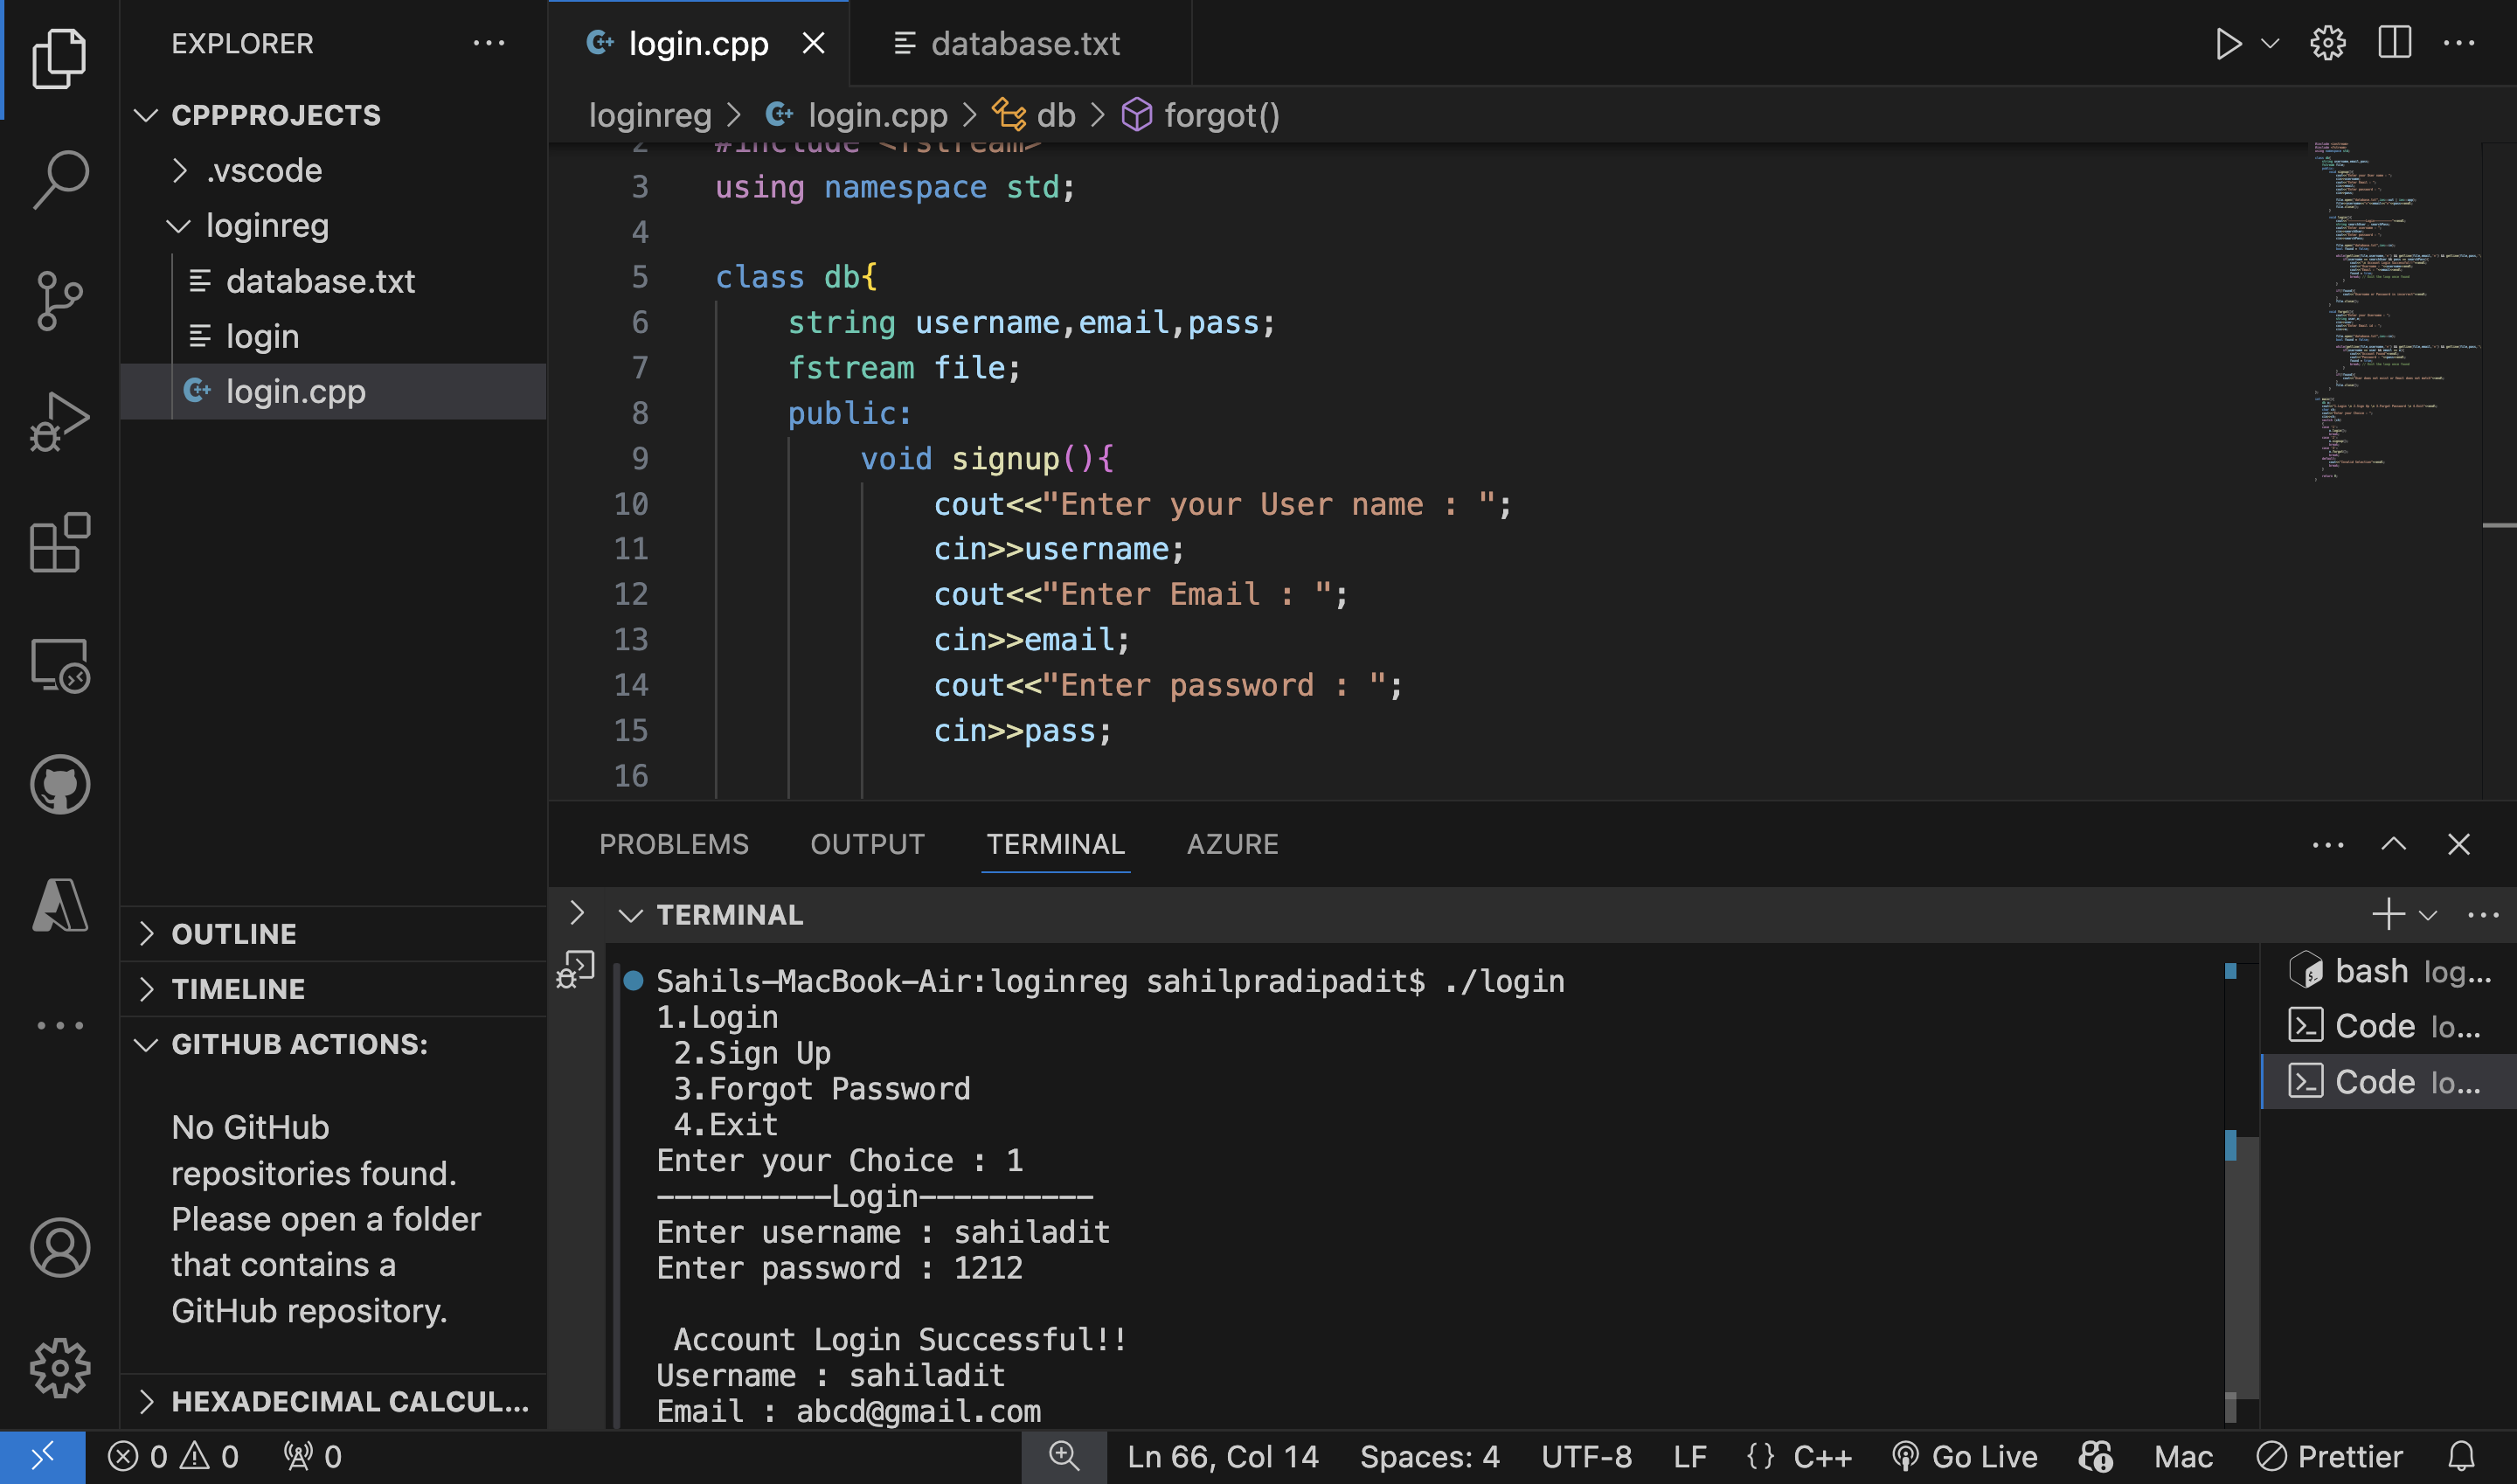 EXPLORER
CPPPROJECTS
.vscode
loginreg
database.txt
login
login.cpp
OUTLINE
TIMELINE
GITHUB ACTIONS:
No GitHub
repositories found.
Please open a folder
that contains a
GitHub repository.
HEXADECIMAL CALCUL...
login.cpp
database.txt
loginreg > login.cpp > db > forgot()
2 #include <fstream>
3 using namespace std;
4
5 class db{
6 string username,email,pass;
7 fstream file;
8 public:
9 void signup(){
10 cout<<"Enter your User name : ";
11 cin>>username;
12 cout<<"Enter Email : ";
13 cin>>email;
14 cout<<"Enter password : ";
15 cin>>pass;
16
PROBLEMS OUTPUT TERMINAL AZURE
TERMINAL
Sahils-MacBook-Air:loginreg sahilpradipadit$ ./login
1.Login
2.Sign Up
3.Forgot Password
4.Exit
Enter your Choice : 1
----------Login----------
Enter username : sahiladit
Enter password : 1212
Account Login Successful!!
Username : sahiladit
Email : abcd@gmail.com
bash log...
Code lo...
Code lo...
0 0 0
Ln 66, Col 14 Spaces: 4 UTF-8 LF {} C++ Go Live Mac Prettier